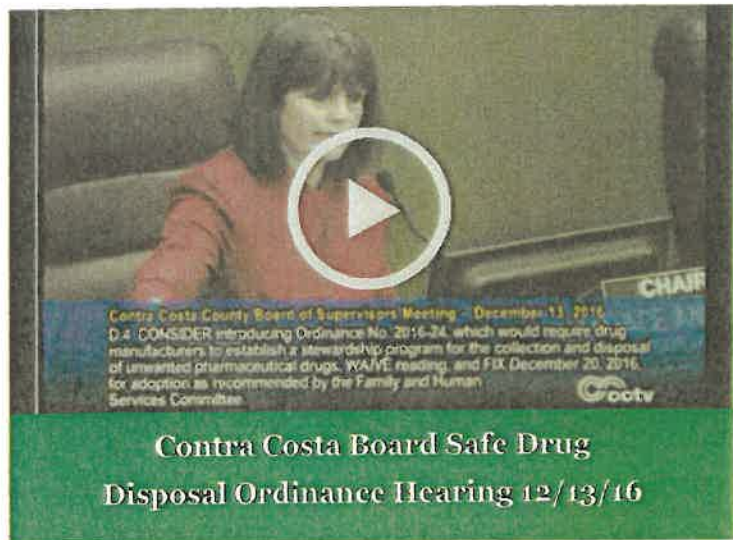 CHAIR
Contra Costa County Board of Supervisors Meeting - December 13, 2016
D.4 CONSIDER introducing Ordinance No. 2016-24, which would require drug
manufacturers to establish a stewardship program for the collection and disposal
of unwanted pharmaceutical drugs, WAIVE reading, and FIX December 20, 2016,
for adoption as recommended by the Family and Human
Services Committee.
cctv
Contra Costa Board Safe Drug
Disposal Ordinance Hearing 12/13/16